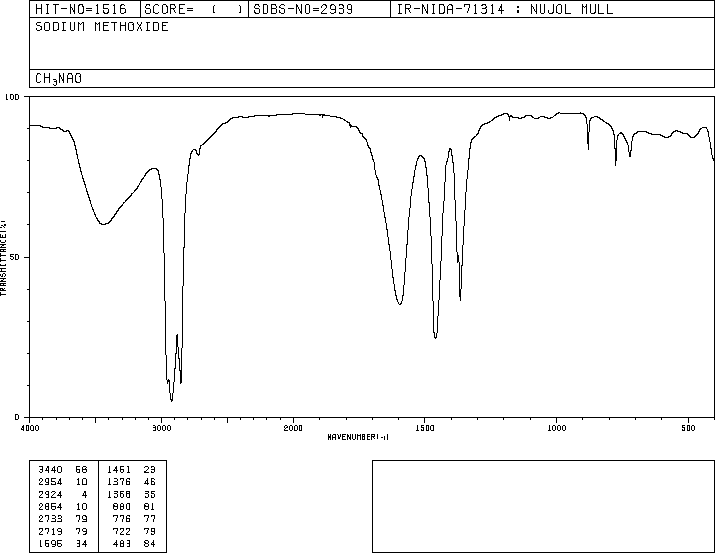 HIT-NO=1516 SCORE= ( ) SDBS-NO=2939 IR-NIDA-71314 : NUJOL MULL
SODIUM METHOXIDE
CH3NAO
100
50
0
TRANSMITTANCE(%)
4000 3000 2000 1500 1000 500
WAVENUMBER(-1)
3440 58 1461 23
2954 10 1376 46
2924 4 1368 35
2854 10 880 81
2733 79 776 77
2719 79 722 79
1595 34 483 84